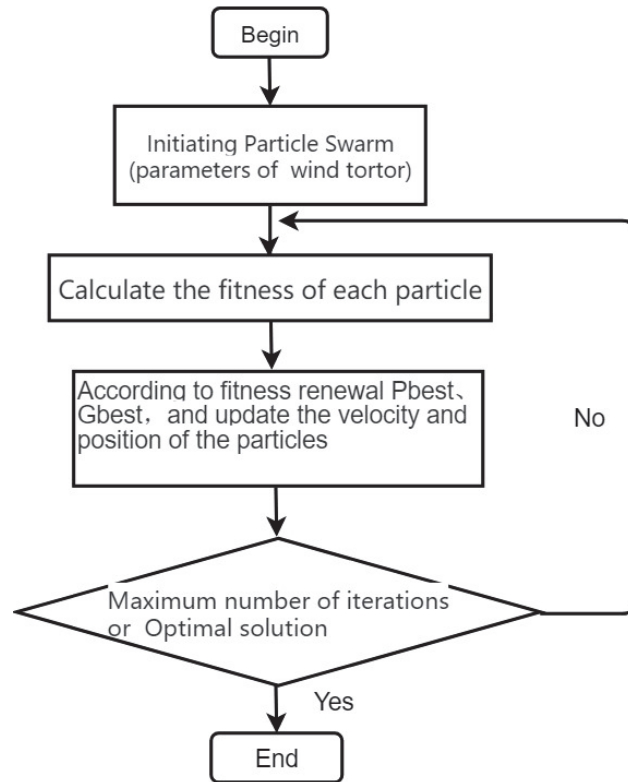 Begin
Initiating Particle Swarm
(parameters of wind tortor)
Calculate the fitness of each particle
According to fitness renewal Pbest、
Gbest，and update the velocity and
position of the particles
No
Maximum number of iterations
or Optimal solution
Yes
End